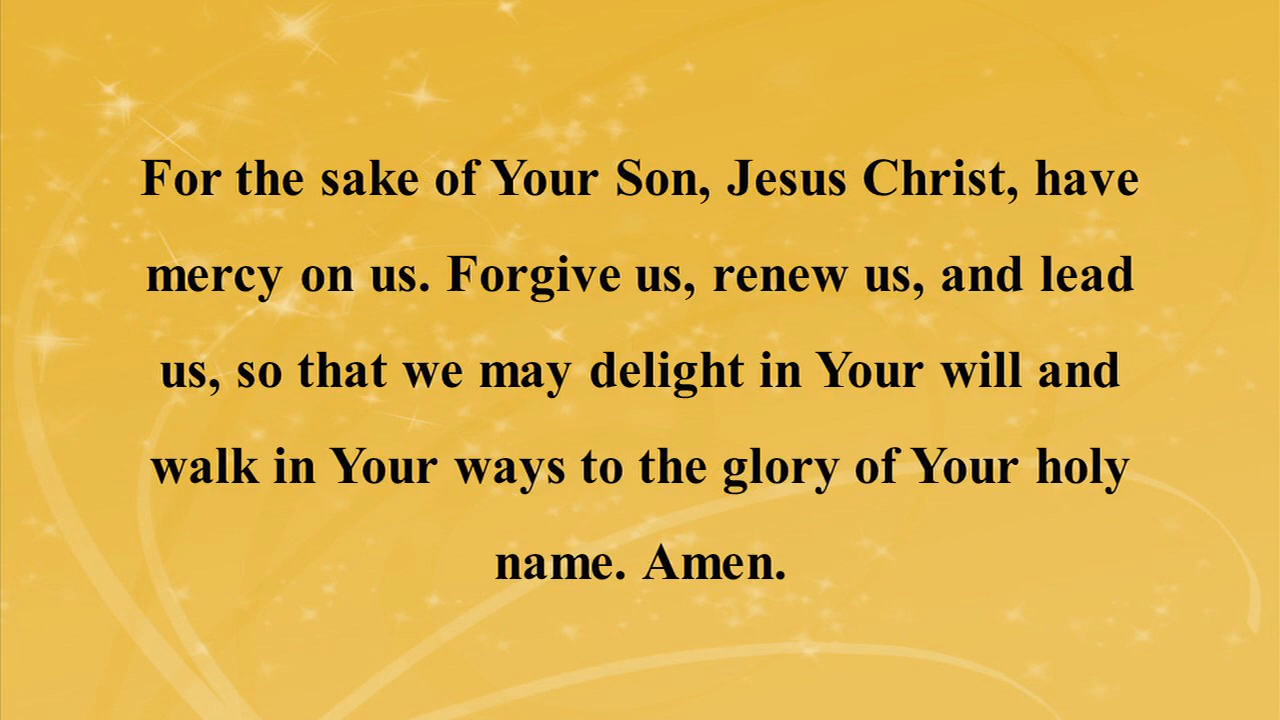 For the sake of Your Son, Jesus Christ, have
mercy on us. Forgive us, renew us, and lead
us, so that we may delight in Your will and
walk in Your ways to the glory of Your holy
name. Amen.